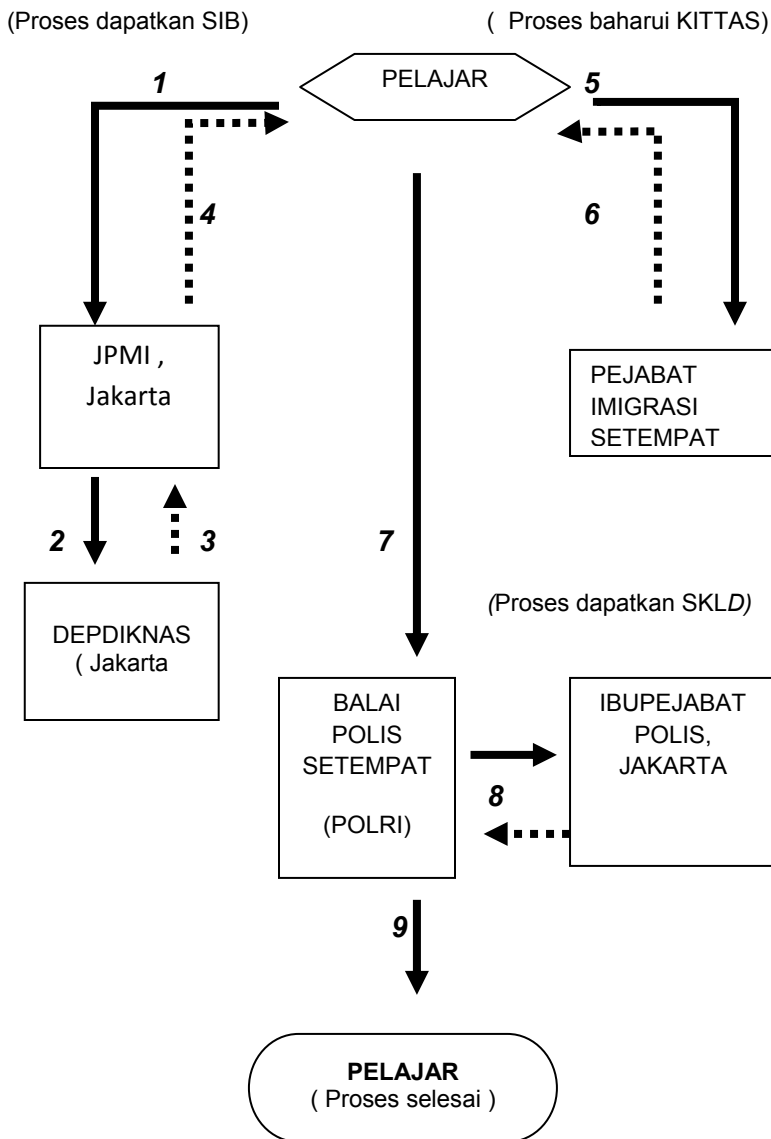 (Proses dapatkan SIB)
( Proses baharui KITTAS)
1
PELAJAR
5
4
6
JPMI ,
Jakarta
PEJABAT
IMIGRASI
SETEMPAT
2
3
7
(Proses dapatkan SKLD)
DEPDIKNAS
( Jakarta
BALAI
POLIS
SETEMPAT
(POLRI)
IBUPEJABAT
POLIS,
JAKARTA
8
9
PELAJAR
( Proses selesai )